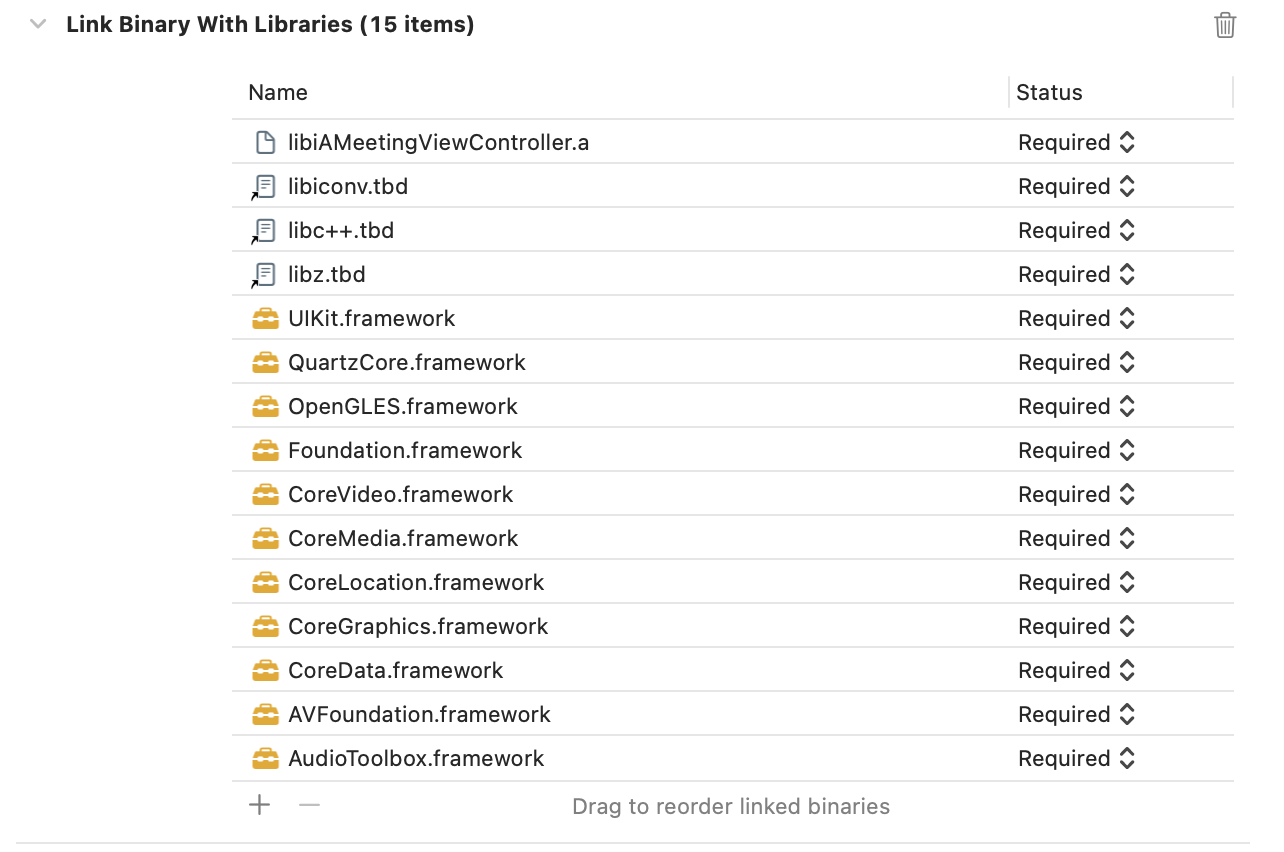 Link Binary With Libraries (15 items)
Name Status
libiAMeetingViewController.a Required
libiconv.tbd Required
libc++.tbd Required
libz.tbd Required
UIKit.framework Required
QuartzCore.framework Required
OpenGLES.framework Required
Foundation.framework Required
CoreVideo.framework Required
CoreMedia.framework Required
CoreLocation.framework Required
CoreGraphics.framework Required
CoreData.framework Required
AVFoundation.framework Required
AudioToolbox.framework Required
Drag to reorder linked binaries